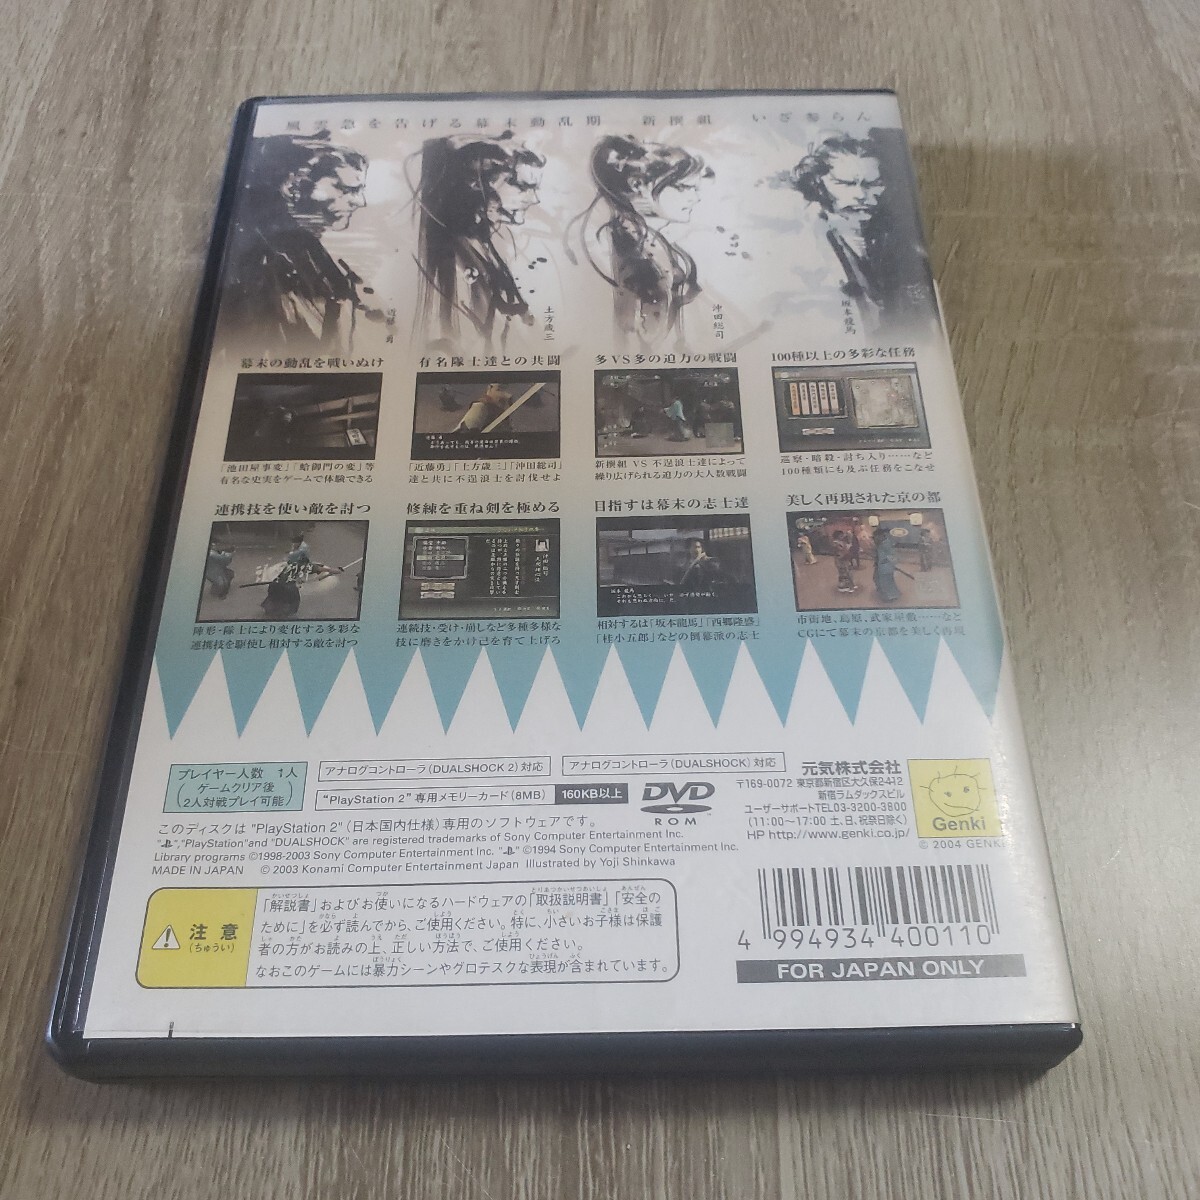 風雲急を告げる幕末動乱期　新撰組　いざ参らん
近藤勇
土方歳三
沖田総司
坂本龍馬
幕末の動乱を戦いぬけ
「池田屋事変」「蛤御門の変」等
有名な史実をゲームで体験できる
有名隊士達との共闘
「近藤勇」「土方歳三」「沖田総司」
達と共に不逞浪士を討伐せよ
多VS多の迫力の戦闘
新撰組 VS 不逞浪士達によって
繰り広げられる迫力の大人数戦闘
100種以上の多彩な任務
巡察・暗殺・討ち入り……など
100種類にも及ぶ任務をこなせ
連携技を使い敵を討つ
陣形・隊士により変化する多彩な
連携技を駆使し相対する敵を討つ
修練を重ね剣を極める
連続技・受け・崩しなど多種多様な
技に磨きをかけ己を育て上げろ
目指すは幕末の志士達
相対するは「坂本龍馬」「西郷隆盛」
「桂小五郎」などの倒幕派の志士
美しく再現された京の都
市街地、島原、武家屋敷……など
CGにて幕末の京都を美しく再現
プレイヤー人数　1人
ゲームクリア後
(2人対戦プレイ可能)
アナログコントローラ(DUALSHOCK 2)対応
アナログコントローラ(DUALSHOCK)対応
"PlayStation 2"専用メモリーカード(8MB) 160KB以上
DVD
ROM
元気株式会社
〒169-0072 東京都新宿区大久保2-4-12
新宿ラムダックスビル
ユーザーサポートTEL03-3200-3800
(11:00〜17:00 土、日、祝祭日除く)
HP http://www.genki.co.jp/
Genki
© 2004 GENKI
このディスクは "PlayStation 2"(日本国内仕様)専用のソフトウェアです。
" ","PlayStation"and "DUALSHOCK" are registered trademarks of Sony Computer Entertainment Inc.
Library programs ©1998-2003 Sony Computer Entertainment Inc. " " ©1994 Sony Computer Entertainment Inc.
MADE IN JAPAN © 2003 Konami Computer Entertainment Japan Illustrated by Yoji Shinkawa
注意
(ちゅうい)
「解説書」およびお使いになるハードウェアの「取扱説明書」「安全の
ために」を必ず読んでから、ご使用ください。特に、小さいお子様は保護
者の方がお読みの上、正しい方法で、ご使用ください。
なおこのゲームには暴力シーンやグロテスクな表現が含まれています。
4 994934 400110
FOR JAPAN ONLY